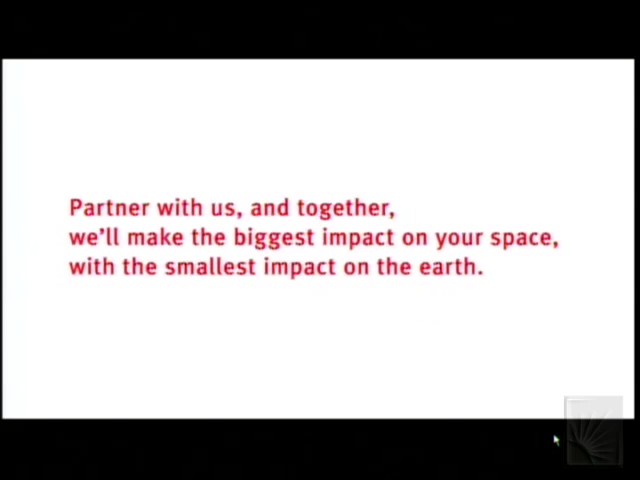 Partner with us, and together,
we'll make the biggest impact on your space,
with the smallest impact on the earth.